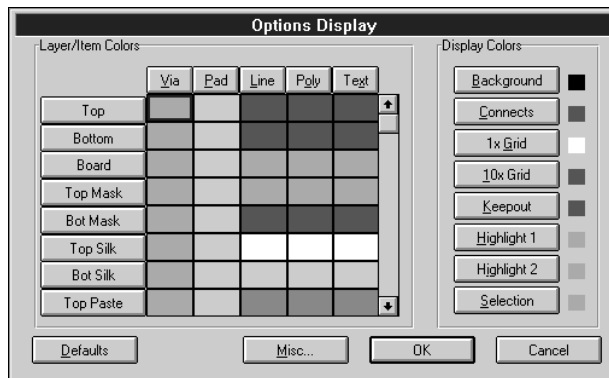 Options Display
Layer/Item Colors
Display Colors
Via Pad Line Poly Text
Top
Bottom
Board
Top Mask
Bot Mask
Top Silk
Bot Silk
Top Paste
Background
Connects
1x Grid
10x Grid
Keepout
Highlight 1
Highlight 2
Selection
Defaults Misc... OK Cancel